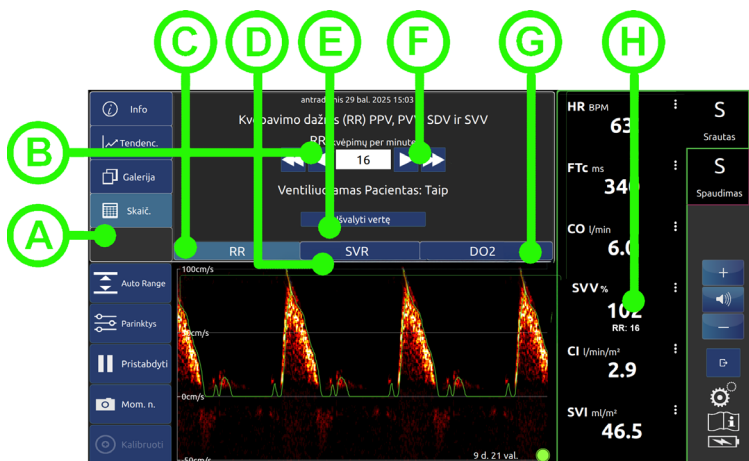 C
D
E
F
G
H
B
A
antradienis 29 bal. 2025 15:03
Kvėpavimo dažnis (RR) PPV, SDV ir SVV
RR kvėpimų per minutę
16
Ventiliuojamas Pacientas: Taip
Išvalyti vertę
RR
SVR
DO2
Info
Tendenc.
Galerija
Skaič.
Auto Range
Parinktys
Pristabdyti
Mom. n.
Kalibruoti
100cm/s
0cm/s
-50cm/s
9 d. 21 val.
HR BPM
63
FTc ms
346
CO l/min
6.0
SVV %
102
RR: 16
CI l/min/m²
2.9
SVI ml/m²
46.5
S
Srautas
S
Spaudimas